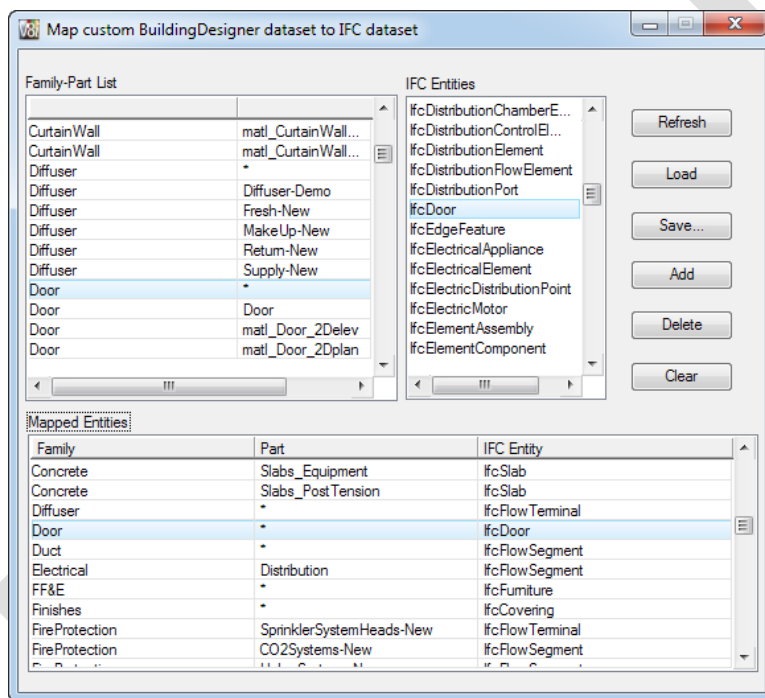 V8i Map custom BuildingDesigner dataset to IFC dataset
Family-Part List
CurtainWall matl_CurtainWall...
CurtainWall matl_CurtainWall...
Diffuser *
Diffuser Diffuser-Demo
Diffuser Fresh-New
Diffuser MakeUp-New
Diffuser Return-New
Diffuser Supply-New
Door *
Door Door
Door matl_Door_2Delev
Door matl_Door_2Dplan
IFC Entities
IfcDistributionChamberE...
IfcDistributionControlEl...
IfcDistributionElement
IfcDistributionFlowElement
IfcDistributionPort
IfcDoor
IfcEdgeFeature
IfcElectricalAppliance
IfcElectricalElement
IfcElectricDistributionPoint
IfcElectricMotor
IfcElementAssembly
IfcElementComponent
Refresh
Load
Save...
Add
Delete
Clear
Mapped Entities
Family Part IFC Entity
Concrete Slabs_Equipment IfcSlab
Concrete Slabs_PostTension IfcSlab
Diffuser * IfcFlowTerminal
Door * IfcDoor
Duct * IfcFlowSegment
Electrical Distribution IfcFlowSegment
FF&E * IfcFurniture
Finishes * IfcCovering
FireProtection SprinklerSystemHeads-New IfcFlowTerminal
FireProtection CO2Systems-New IfcFlowSegment